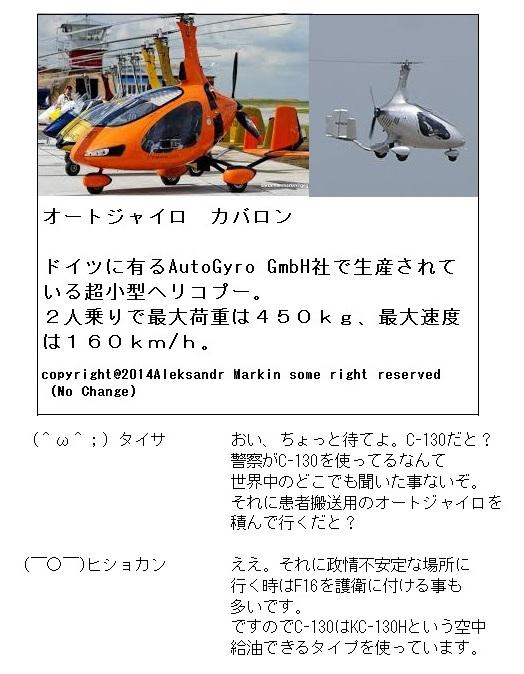 オートジャイロ　カバロン
ドイツに有るAutoGyro GmbH社で生産されて
いる超小型ヘリコプー。
２人乗りで最大荷重は４５０ｋｇ、最大速度
は１６０ｋｍ/ｈ。
copyright@2014Aleksandr Markin some right reserved
(No Change)
(＾ω＾；) タイサ
おい、ちょっと待てよ。C-130だと？
警察がC-130を使ってるなんて
世界中のどこでも聞いた事ないぞ。
それに患者搬送用のオートジャイロを
積んで行くだと？
(￣○￣)ヒショカン
ええ。それに政情不安定な場所に
行く時はF16を護衛に付ける事も
多いです。
ですのでC-130はKC-130Hという空中
給油できるタイプを使っています。